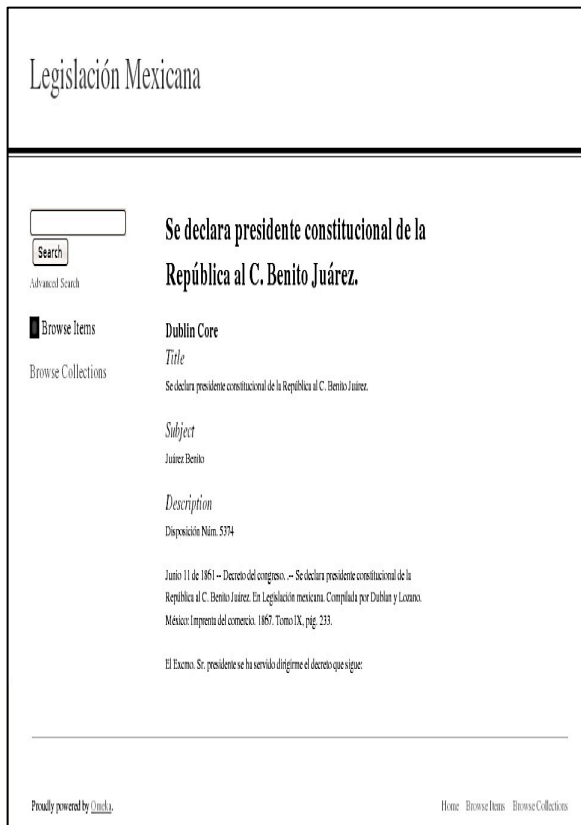 Legislación Mexicana
Search
Advanced Search
Browse Items
Browse Collections
Se declara presidente constitucional de la
República al C. Benito Juárez.
Dublin Core
Title
Se declara presidente constitucional de la República al C. Benito Juárez.
Subject
Juárez Benito
Description
Disposición Núm. 5374
Junio 11 de 1861 -- Decreto del congreso. .-- Se declara presidente constitucional de la
República al C. Benito Juárez. En Legislación mexicana. Compilada por Dublan y Lozano.
México: Imprenta del comercio. 1867. Tomo IX, pág. 233.
El Excmo. Sr. presidente se ha servido dirigirme el decreto que sigue:
Proudly powered by Omeka.
Home Browse Items Browse Collections